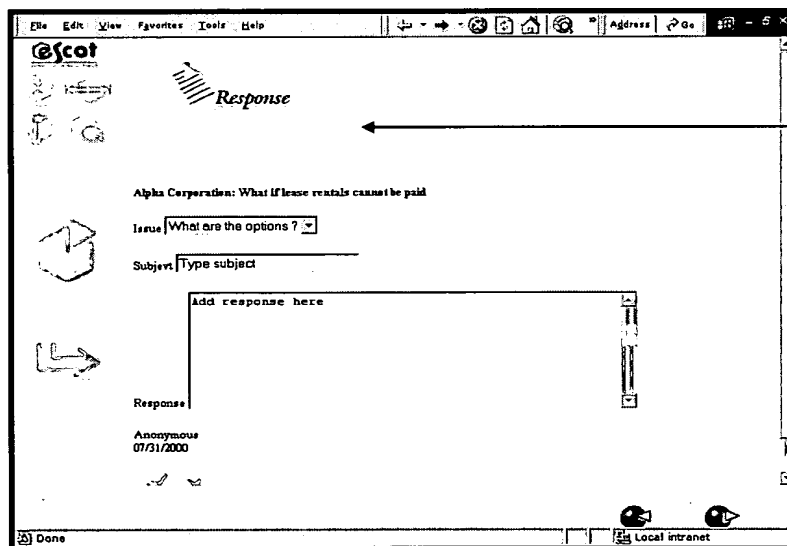 File Edit View Favorites Tools Help » Address Go
eScot
Response
Alpha Corporation: What if lease rentals cannot be paid
Issue What are the options ?
Subject Type subject
Add response here
Response
Anonymous
07/31/2000
Done Local intranet